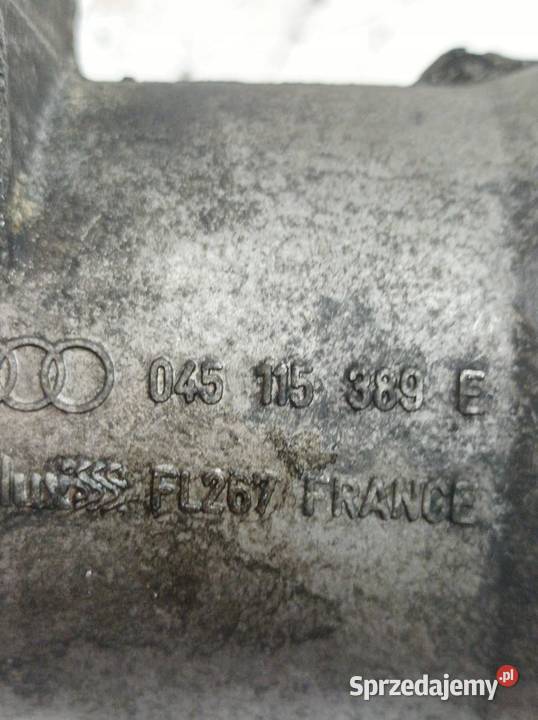 045 115 389 E
FL267 FRANCE
Sprzedajemy.pl